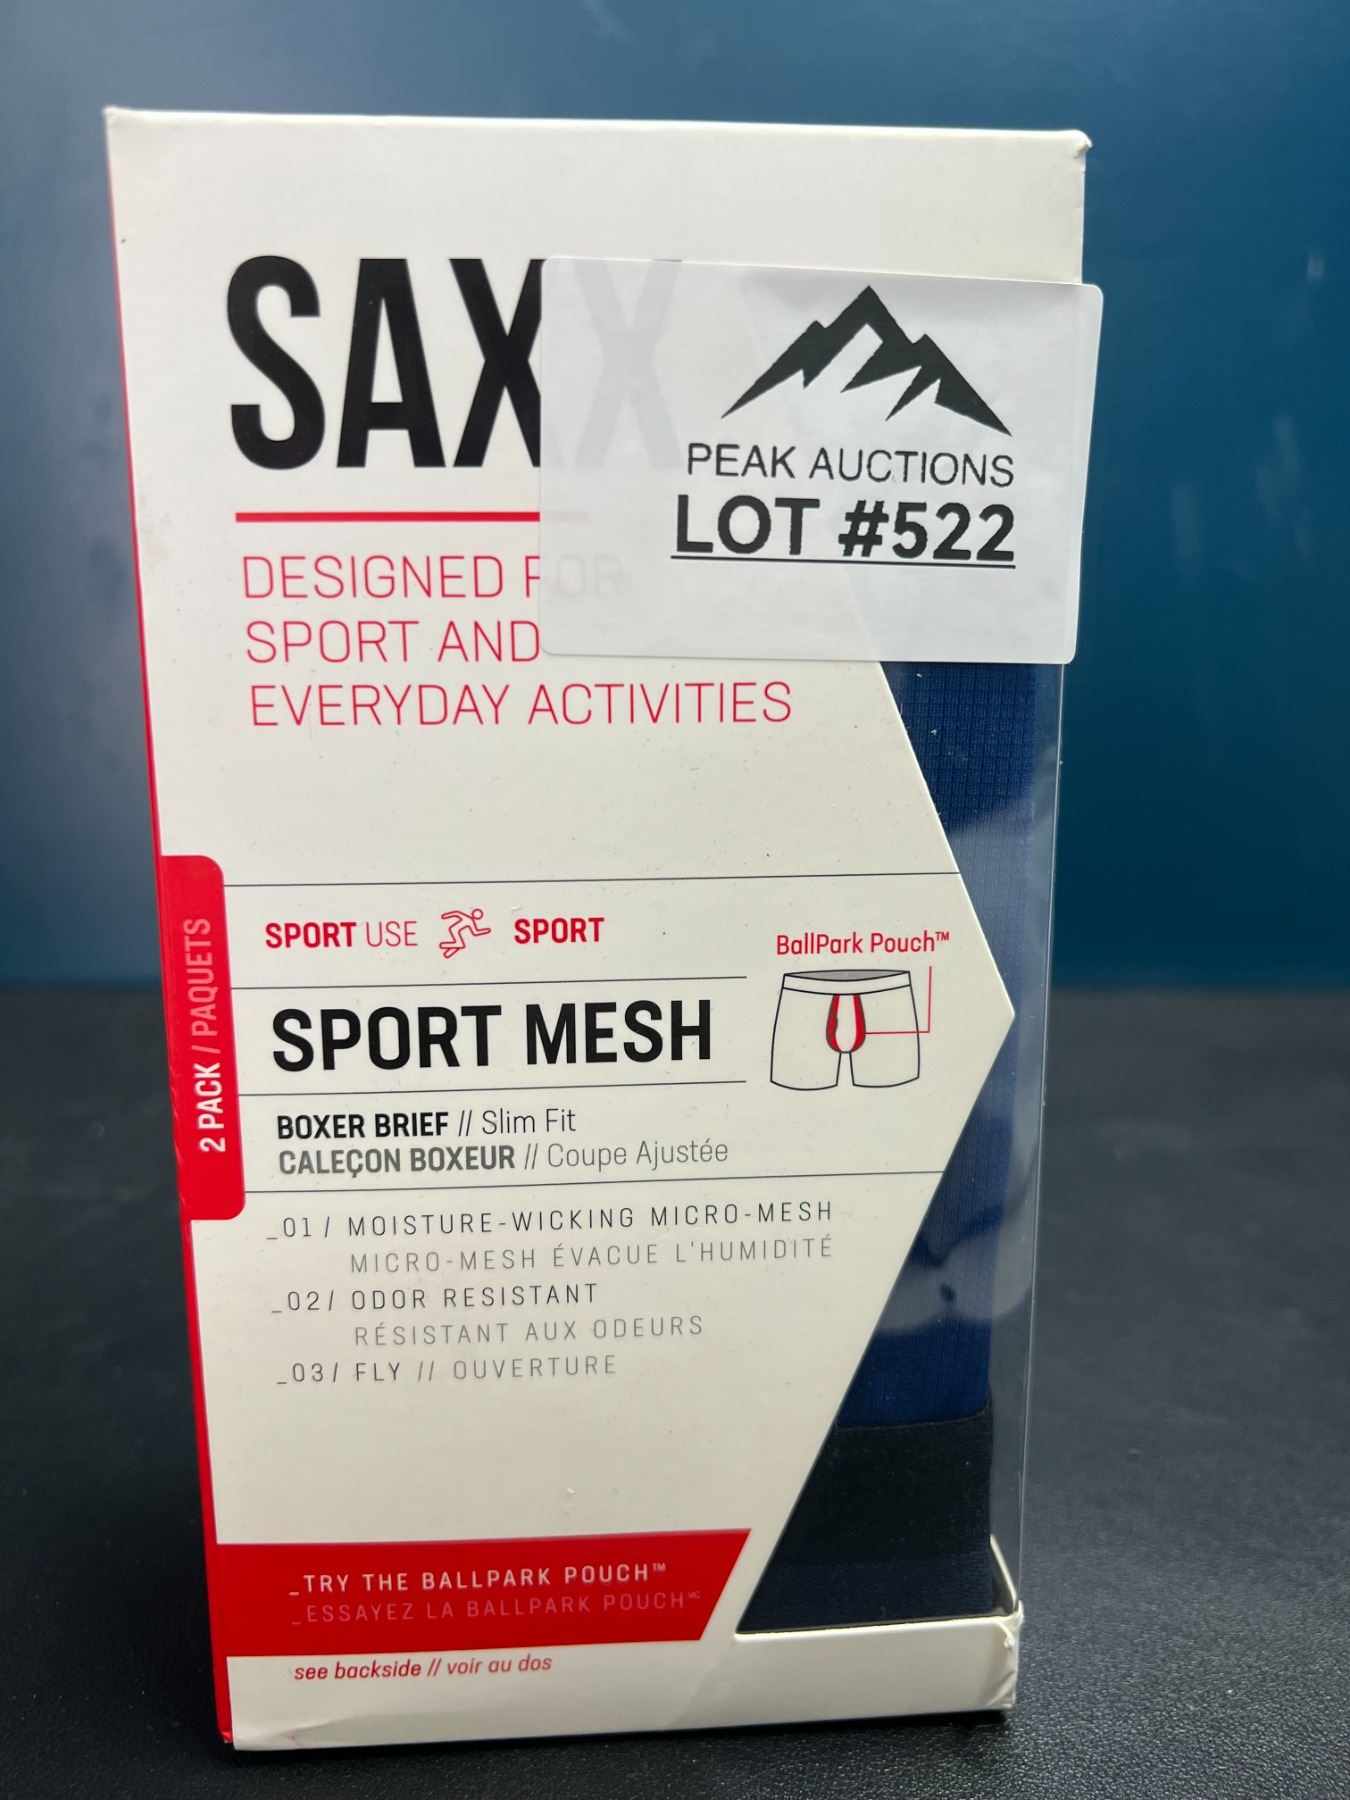 SAXX
PEAK AUCTIONS
LOT #522
DESIGNED FOR
SPORT AND
EVERYDAY ACTIVITIES
2 PACK / PAQUETS
SPORT USE SPORT
BallPark Pouch™
SPORT MESH
BOXER BRIEF // Slim Fit
CALEÇON BOXEUR // Coupe Ajustée
_01/ MOISTURE-WICKING MICRO-MESH
MICRO-MESH ÉVACUE L'HUMIDITÉ
_02/ ODOR RESISTANT
RÉSISTANT AUX ODEURS
_03/ FLY // OUVERTURE
_TRY THE BALLPARK POUCH™
_ESSAYEZ LA BALLPARK POUCH MC
see backside // voir au dos